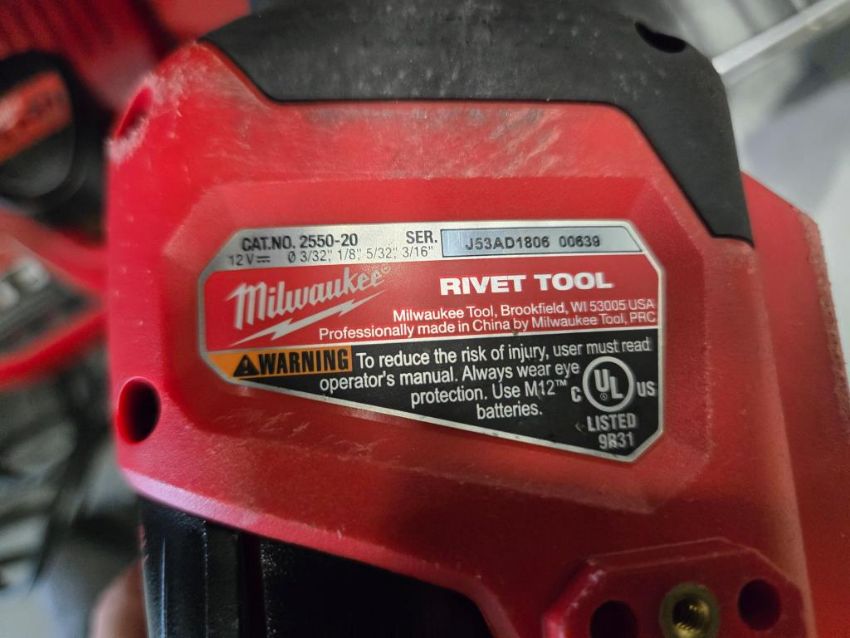 CAT.NO. 2550-20 SER. J53AD1806 00639
12 V⎓ Ø 3/32", 1/8", 5/32", 3/16"
Milwaukee®
RIVET TOOL
Milwaukee Tool, Brookfield, WI 53005 USA
Professionally made in China by Milwaukee Tool, PRC
WARNING To reduce the risk of injury, user must read
operator's manual. Always wear eye
protection. Use M12™
batteries.
C UL US
LISTED
9B31